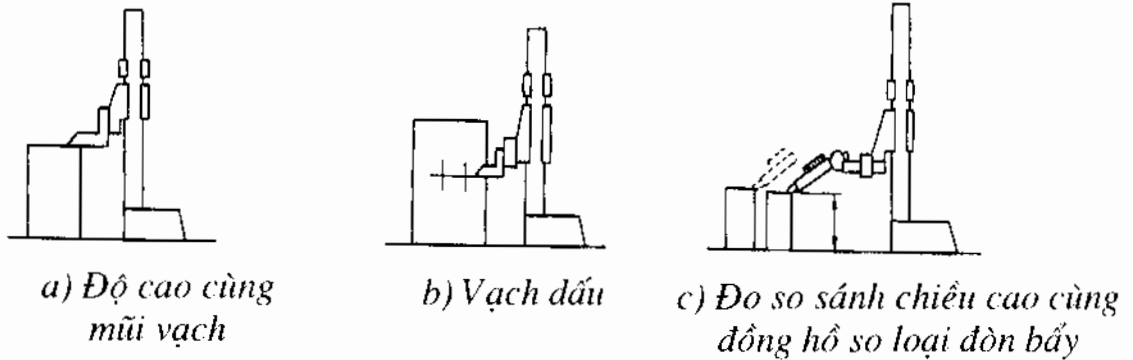 a) Độ cao cùng
mũi vạch
b) Vạch dấu
c) Đo so sánh chiều cao cùng
đồng hồ so loại đòn bẩy